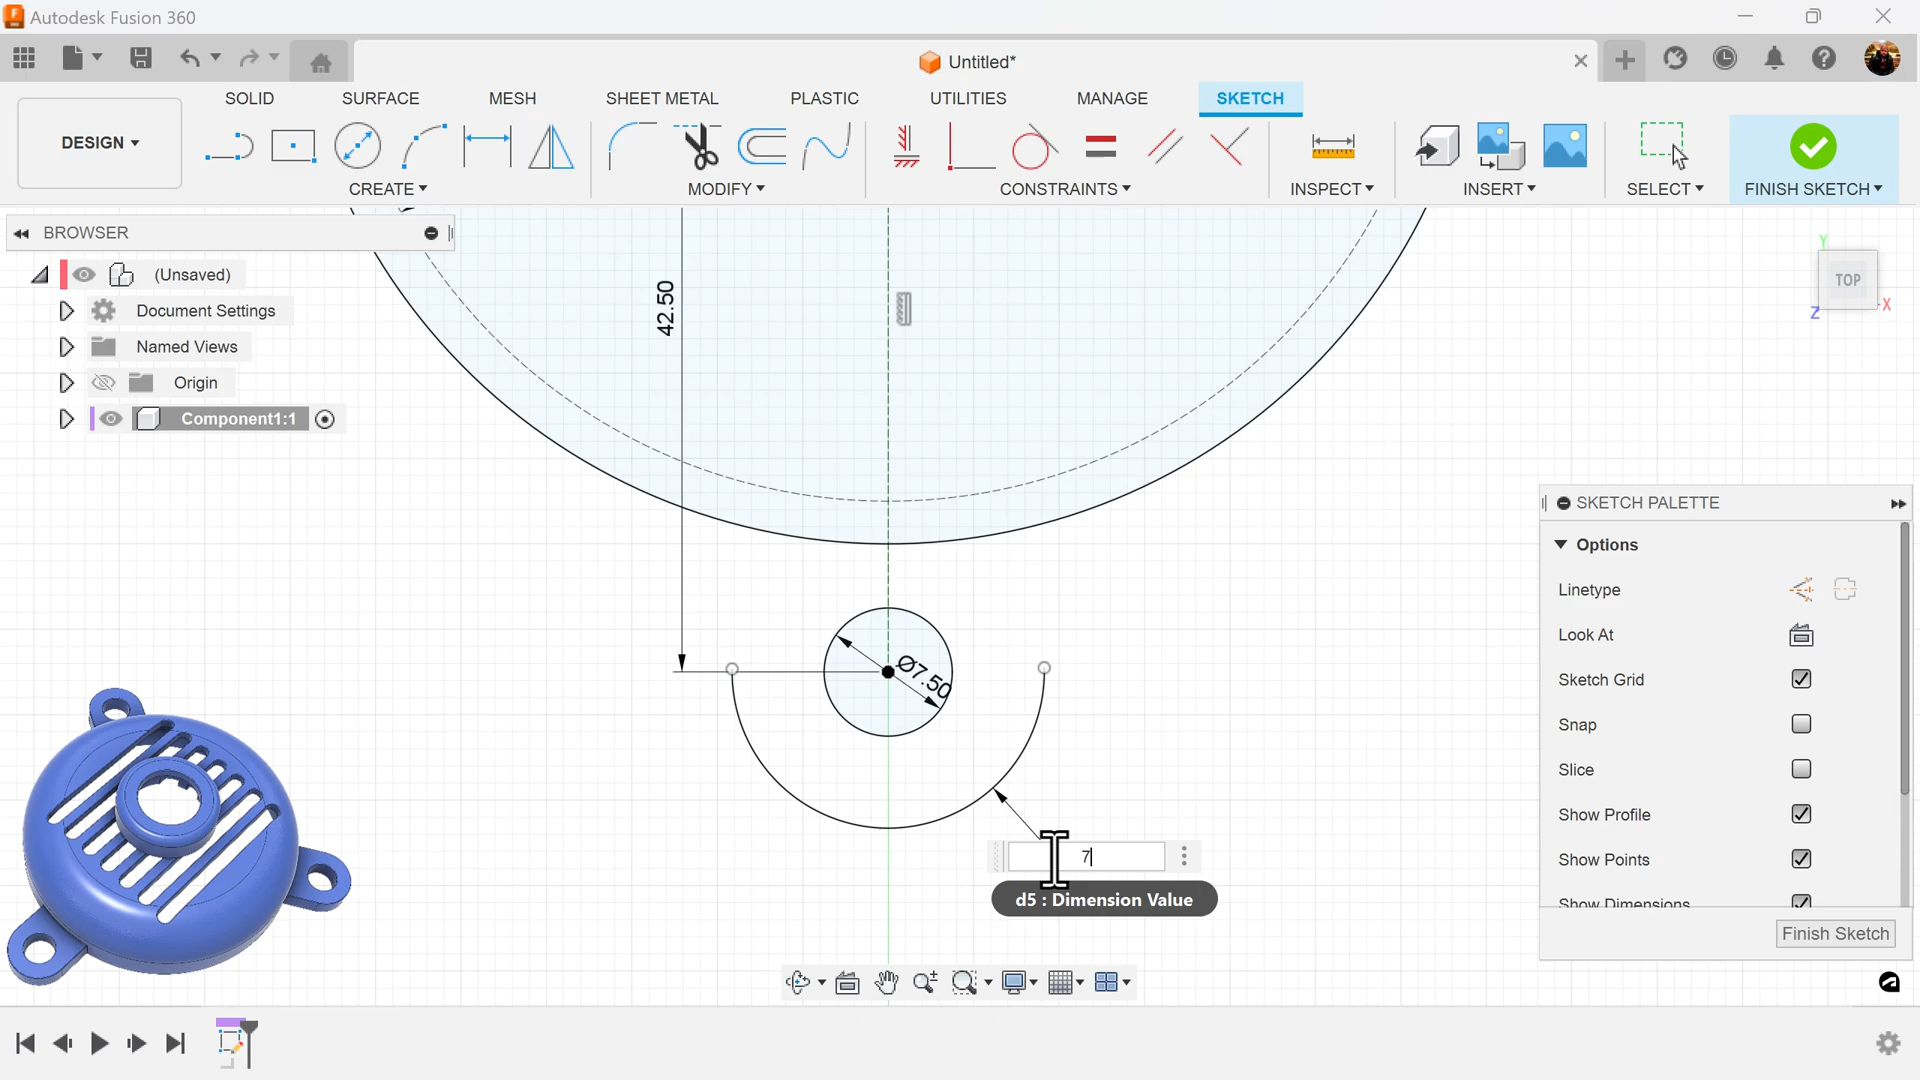 Autodesk Fusion 360
Untitled*
SOLID SURFACE MESH SHEET METAL PLASTIC UTILITIES MANAGE SKETCH
DESIGN
CREATE MODIFY CONSTRAINTS INSPECT INSERT SELECT FINISH SKETCH
BROWSER
(Unsaved)
Document Settings
Named Views
Origin
Component1:1
42.50
Ø7.50
7
d5 : Dimension Value
Y
TOP
X
Z
SKETCH PALETTE
Options
Linetype
Look At
Sketch Grid
Snap
Slice
Show Profile
Show Points
Show Dimensions
Finish Sketch